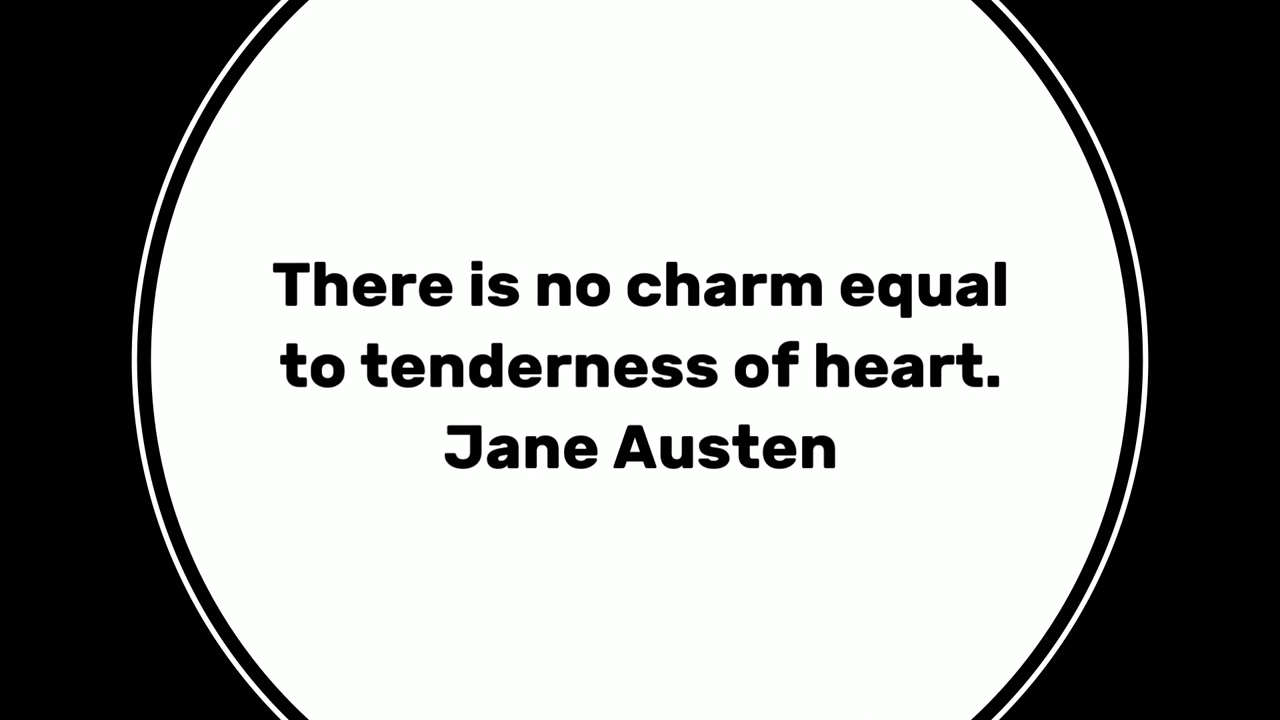 There is no charm equal
to tenderness of heart.
Jane Austen